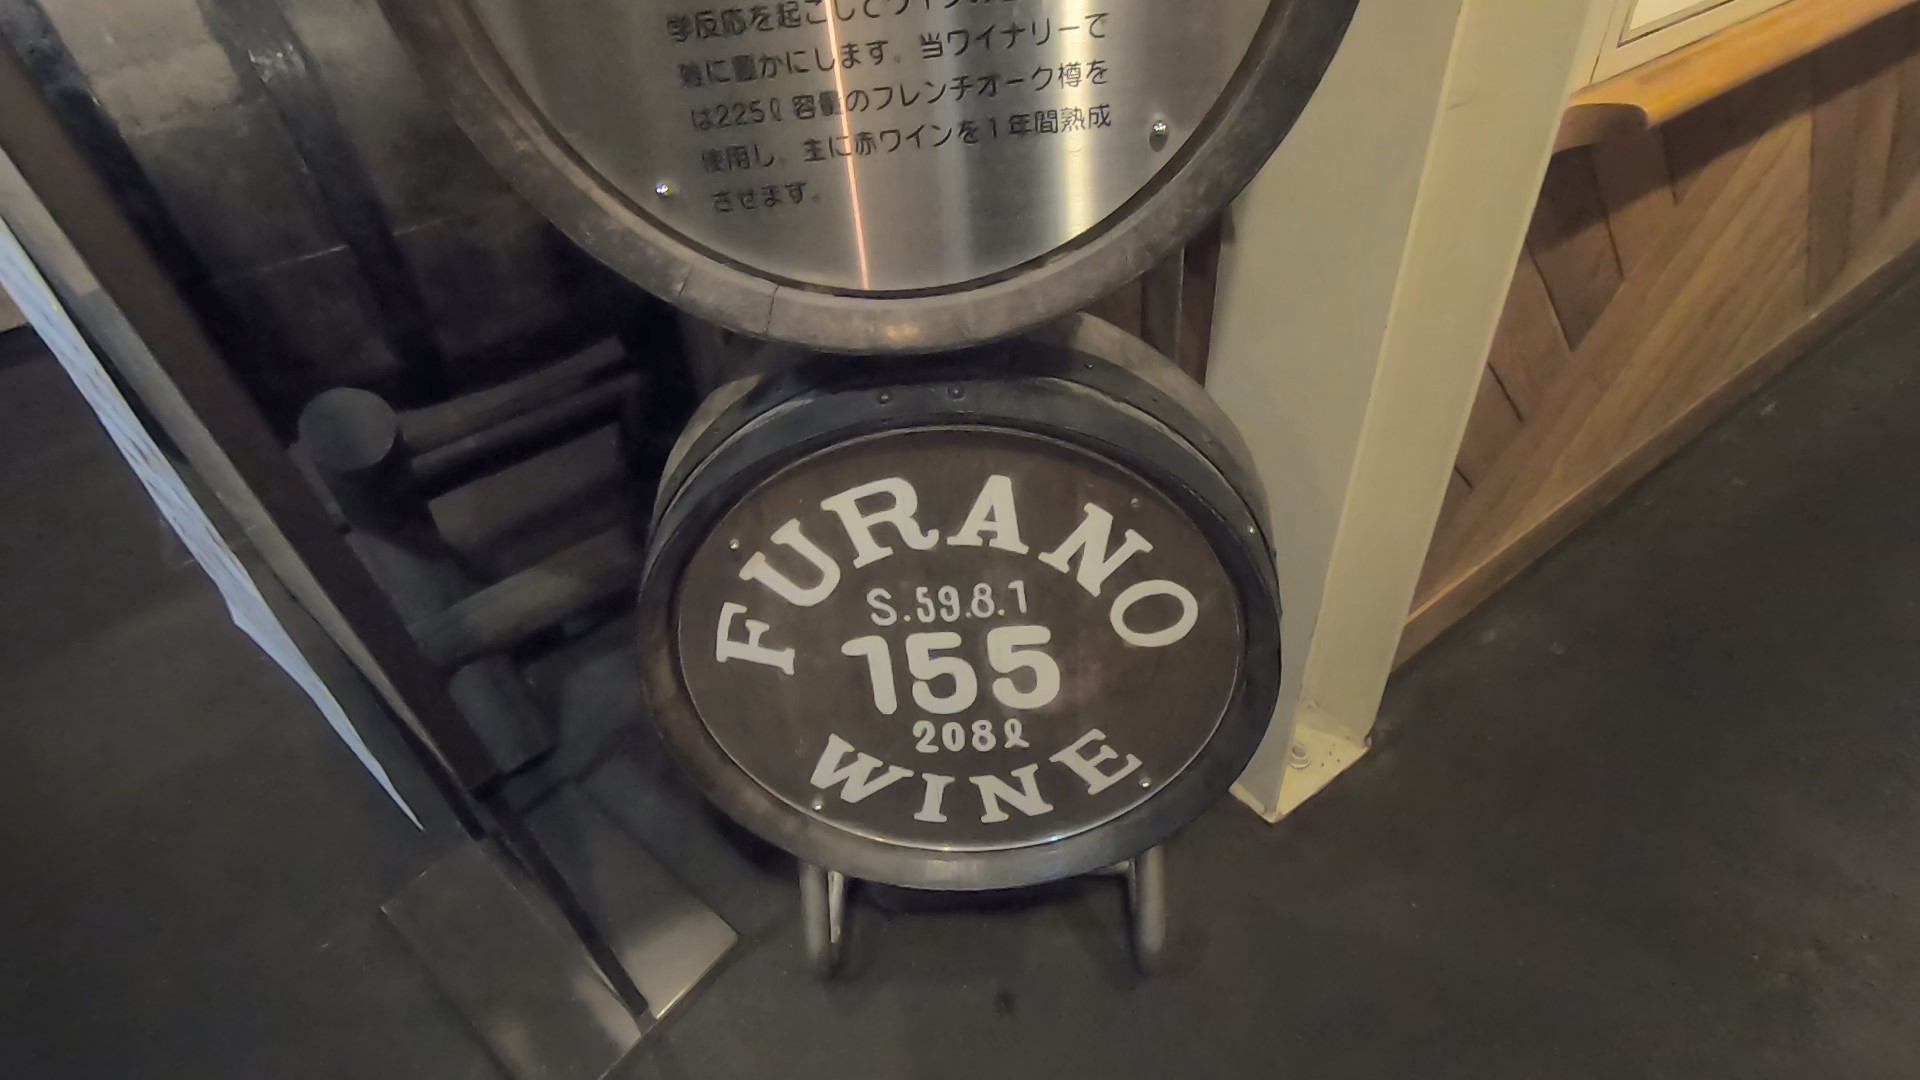 学反応を起こしてワイン
雑に豊かにします。当ワイナリーで
は225ℓ容量のフレンチオーク樽を
使用し、主に赤ワインを1年間熟成
させます。
FURANO
S.59.8.1
155
208ℓ
WINE